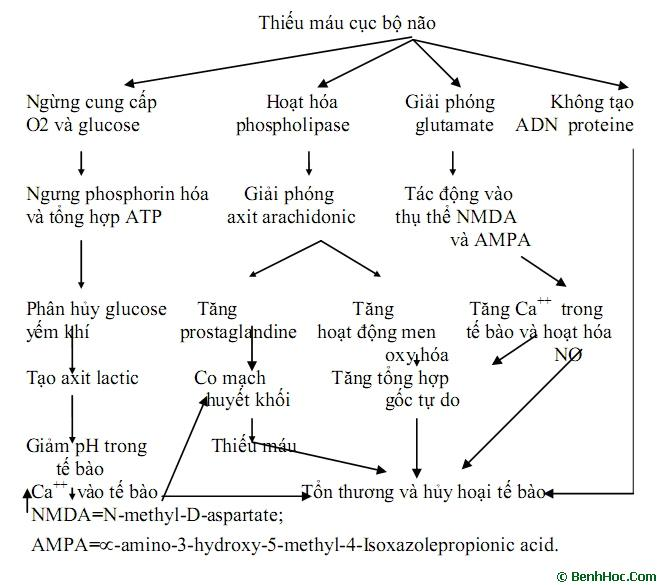 Thiếu máu cục bộ não
Ngừng cung cấp
O2 và glucose
Hoạt hóa
phospholipase
Giải phóng
glutamate
Không tạo
ADN proteine
Ngưng phosphorin hóa
và tổng hợp ATP
Giải phóng
axit arachidonic
Tác động vào
thụ thể NMDA
và AMPA
Phân hủy glucose
yếm khí
Tăng
prostaglandine
Tăng
hoạt động men
oxy hóa
Tăng Ca++ trong
tế bào và hoạt hóa
NO
Tạo axit lactic
Co mạch
huyết khối
Tăng tổng hợp
gốc tự do
Giảm pH trong
tế bào
Thiếu máu
Ca++ vào tế bào
Tổn thương và hủy hoại tế bào
NMDA=N-methyl-D-aspartate;
AMPA=∝-amino-3-hydroxy-5-methyl-4-Isoxazolepropionic acid.
© BenhHoc.Com